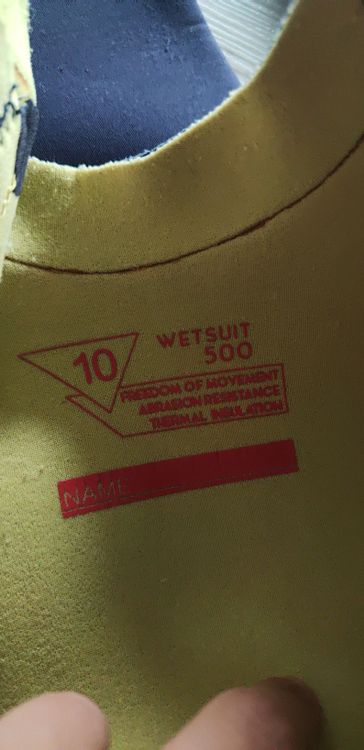 10
WETSUIT
500
FREEDOM OF MOVEMENT
ABRASION RESISTANCE
THERMAL INSULATION
NAME